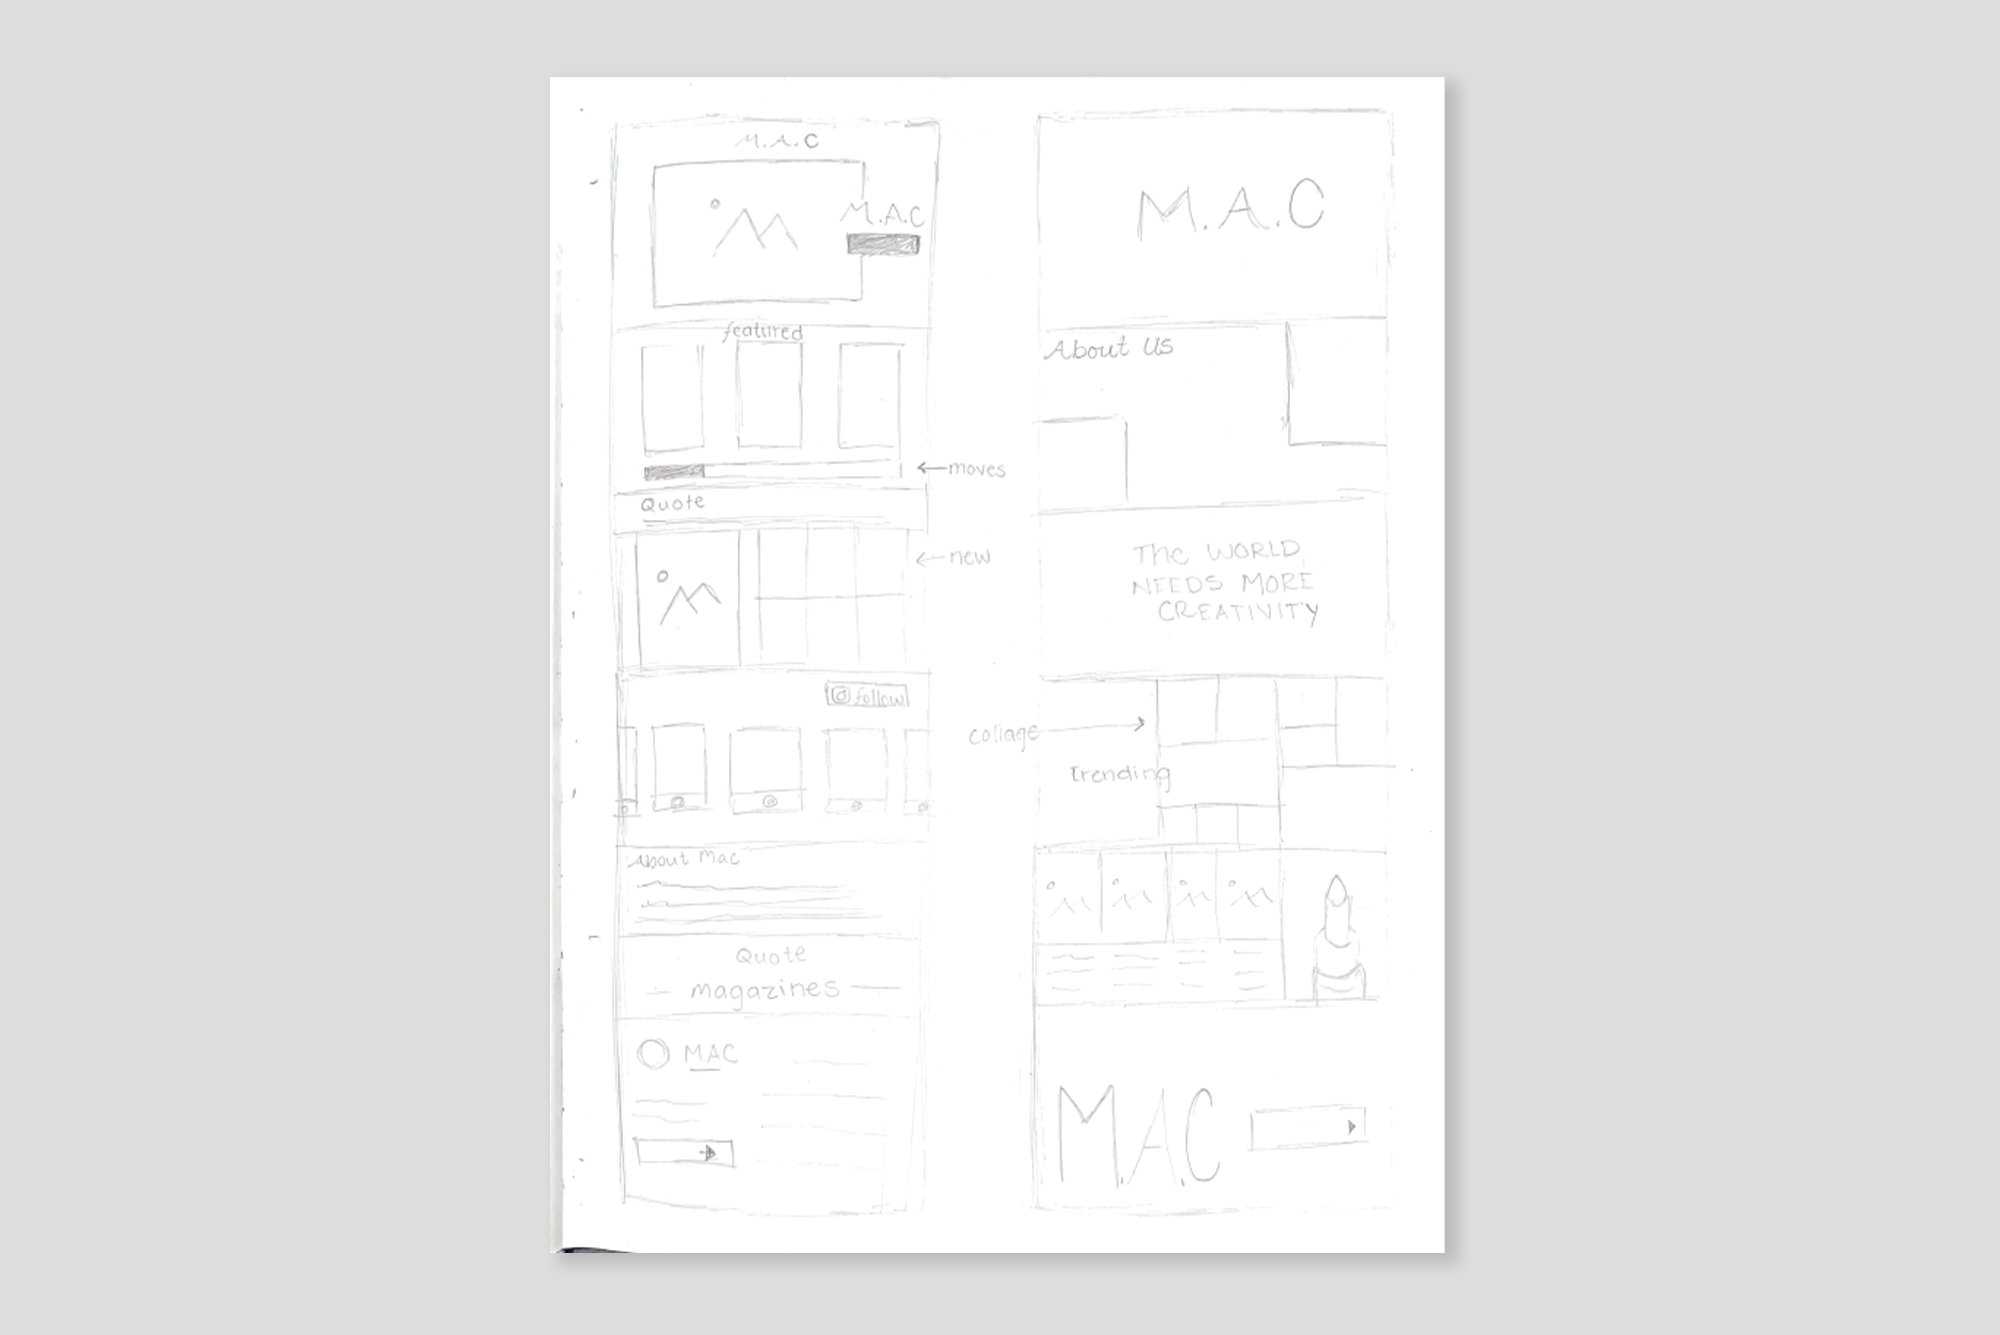 M.A.C
M.A.C
featured
← moves
Quote
← new
follow
About Mac
Quote
magazines
MAC
M.A.C
About Us
THE WORLD
NEEDS MORE
CREATIVITY
collage
trending
M.A.C